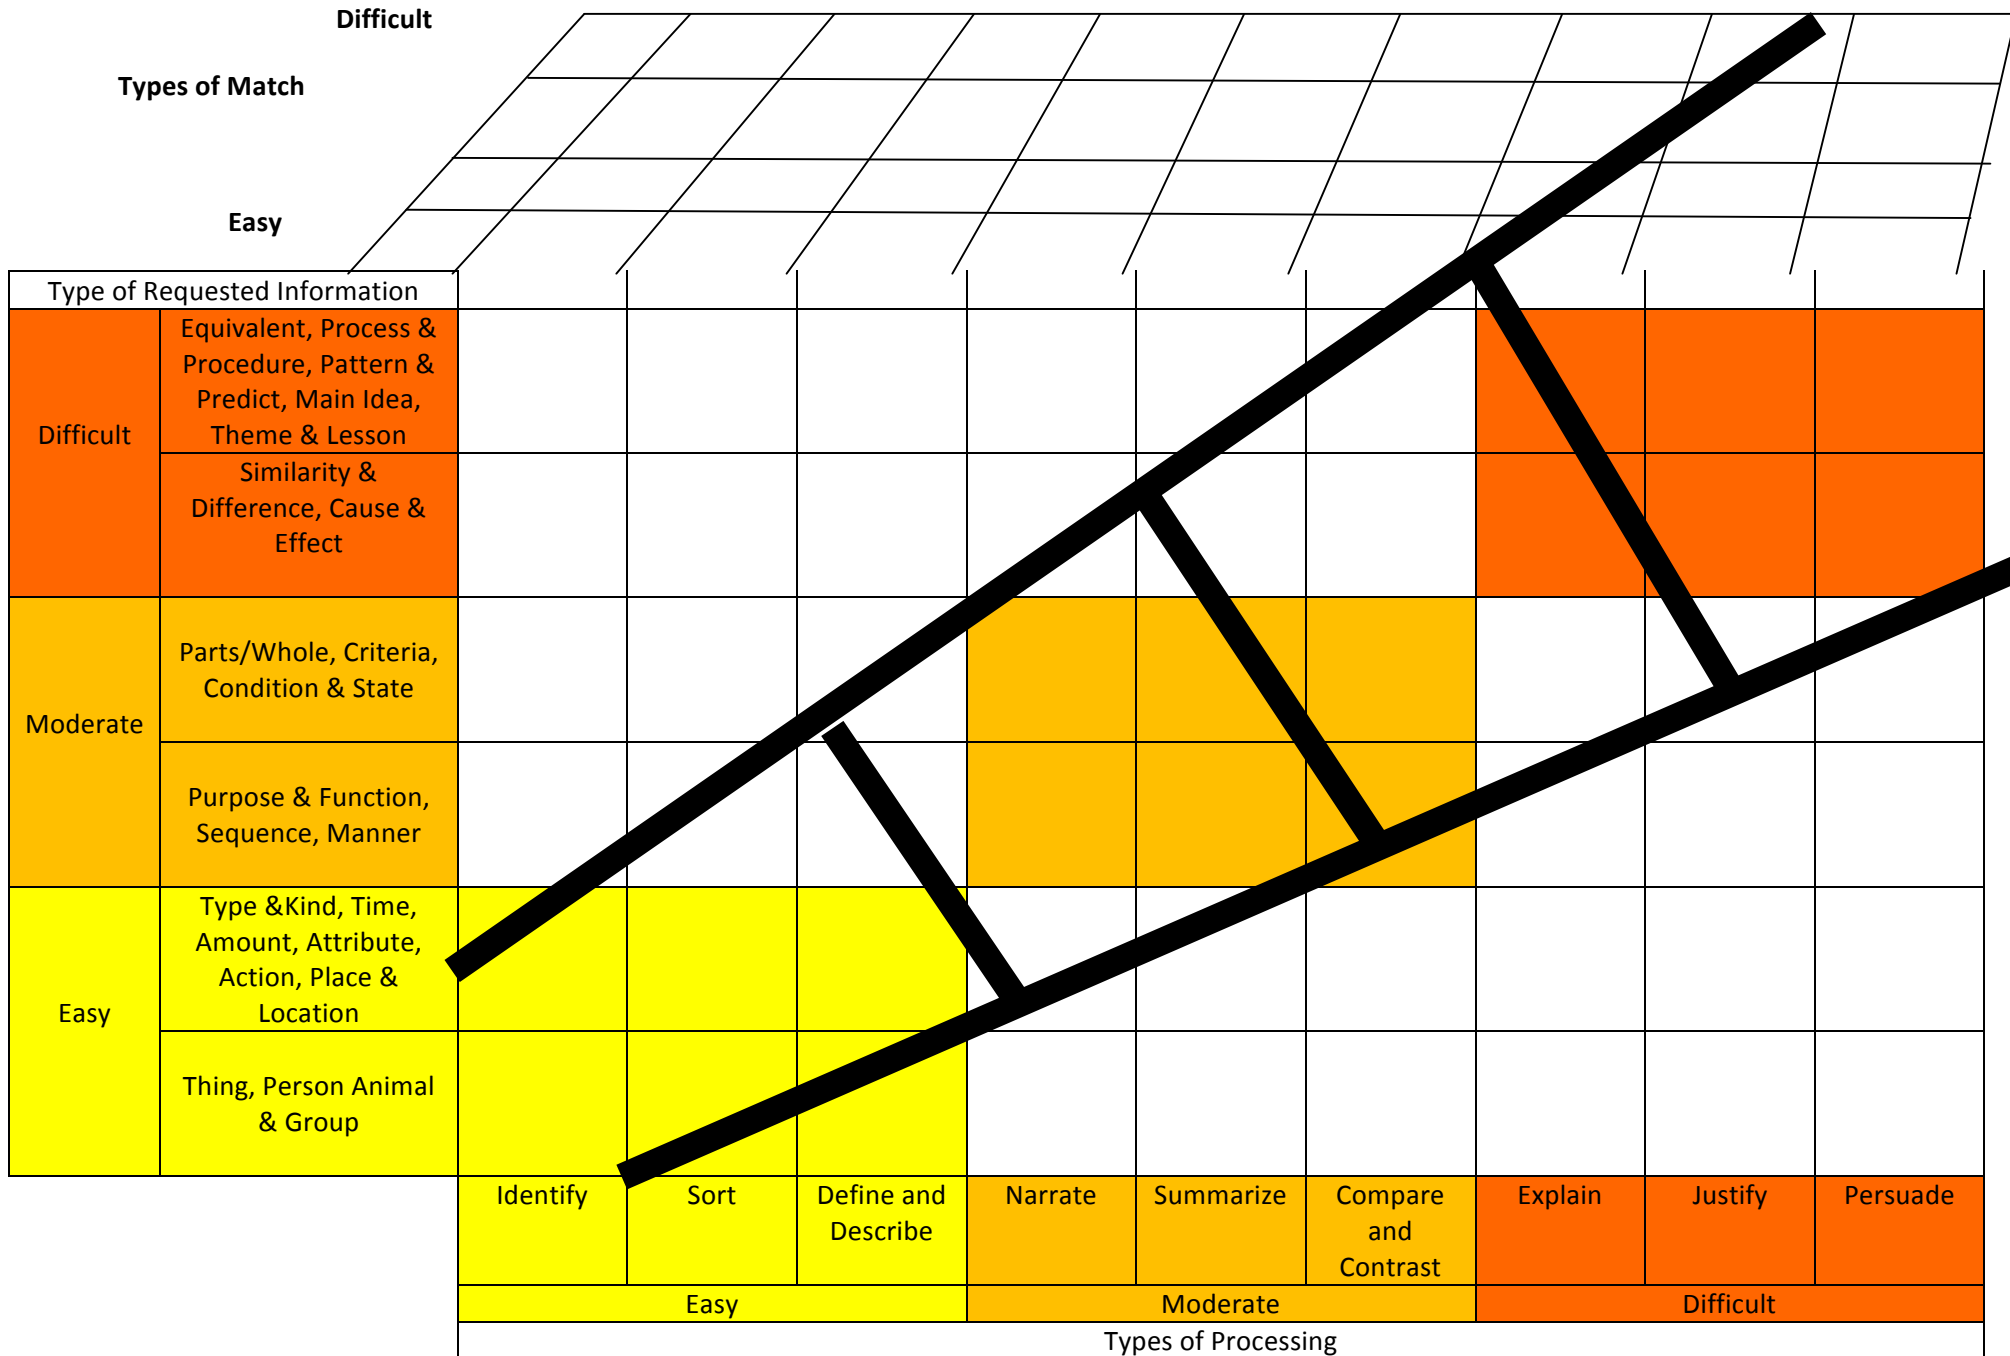 Difficult
Types of Match
Easy
Type of Requested Information
Difficult
Equivalent, Process &
Procedure, Pattern &
Predict, Main Idea,
Theme & Lesson
Similarity &
Difference, Cause &
Effect
Moderate
Parts/Whole, Criteria,
Condition & State
Purpose & Function,
Sequence, Manner
Easy
Type &Kind, Time,
Amount, Attribute,
Action, Place &
Location
Thing, Person Animal
& Group
Identify
Sort
Define and
Describe
Narrate
Summarize
Compare
and
Contrast
Explain
Justify
Persuade
Easy
Moderate
Difficult
Types of Processing